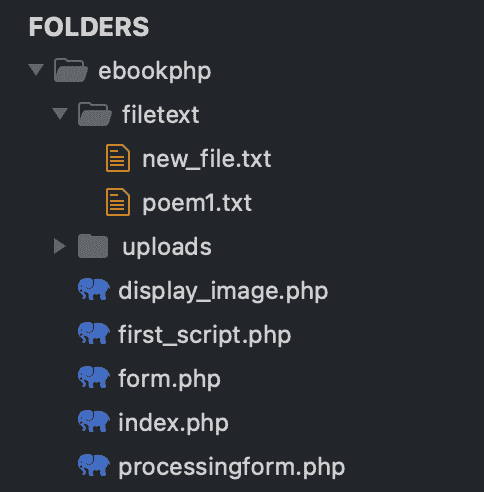 FOLDERS
ebookphp
filetext
new_file.txt
poem1.txt
uploads
display_image.php
first_script.php
form.php
index.php
processingform.php